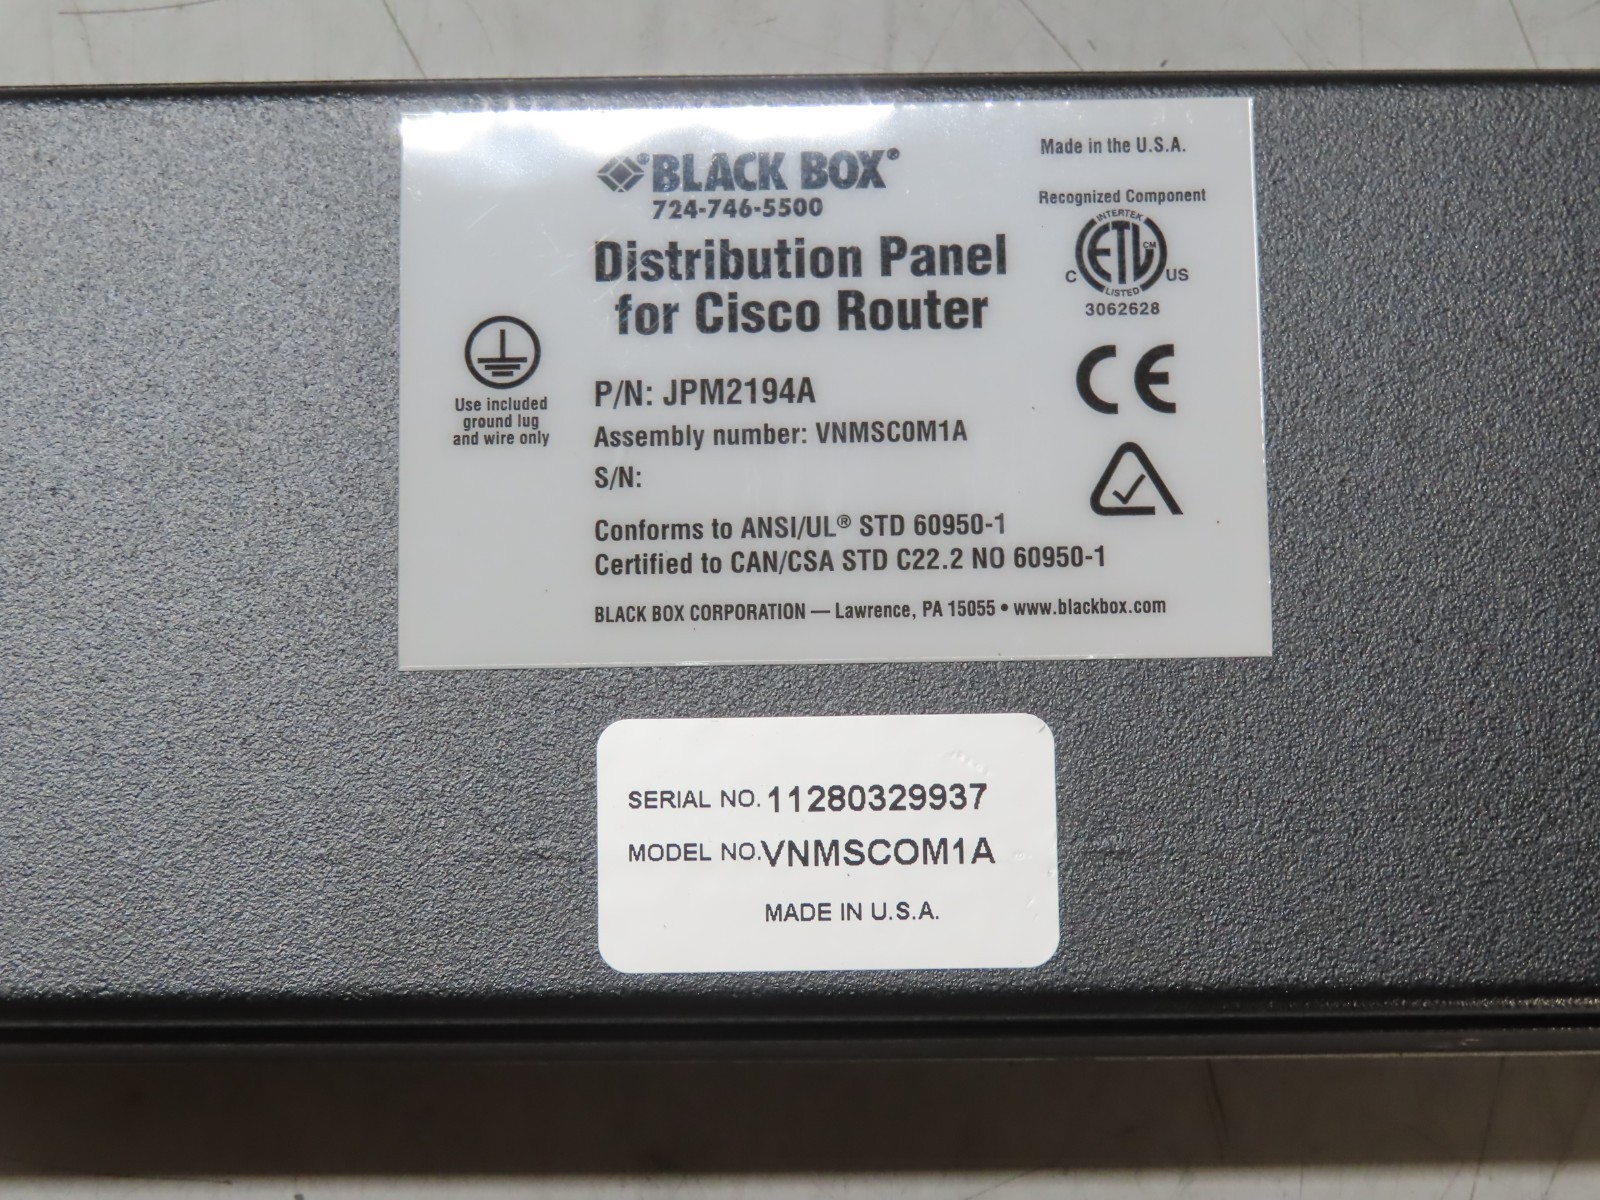 BLACK BOX®
724-746-5500
Distribution Panel
for Cisco Router
P/N: JPM2194A
Assembly number: VNMSC0M1A
S/N:
Conforms to ANSI/UL® STD 60950-1
Certified to CAN/CSA STD C22.2 NO 60950-1
BLACK BOX CORPORATION — Lawrence, PA 15055 • www.blackbox.com
Use included
ground lug
and wire only
Made in the U.S.A.
Recognized Component
INTERTEK
ETL CM
C US
LISTED
3062628
CE
SERIAL NO. 11280329937
MODEL NO. VNMSCOM1A
MADE IN U.S.A.